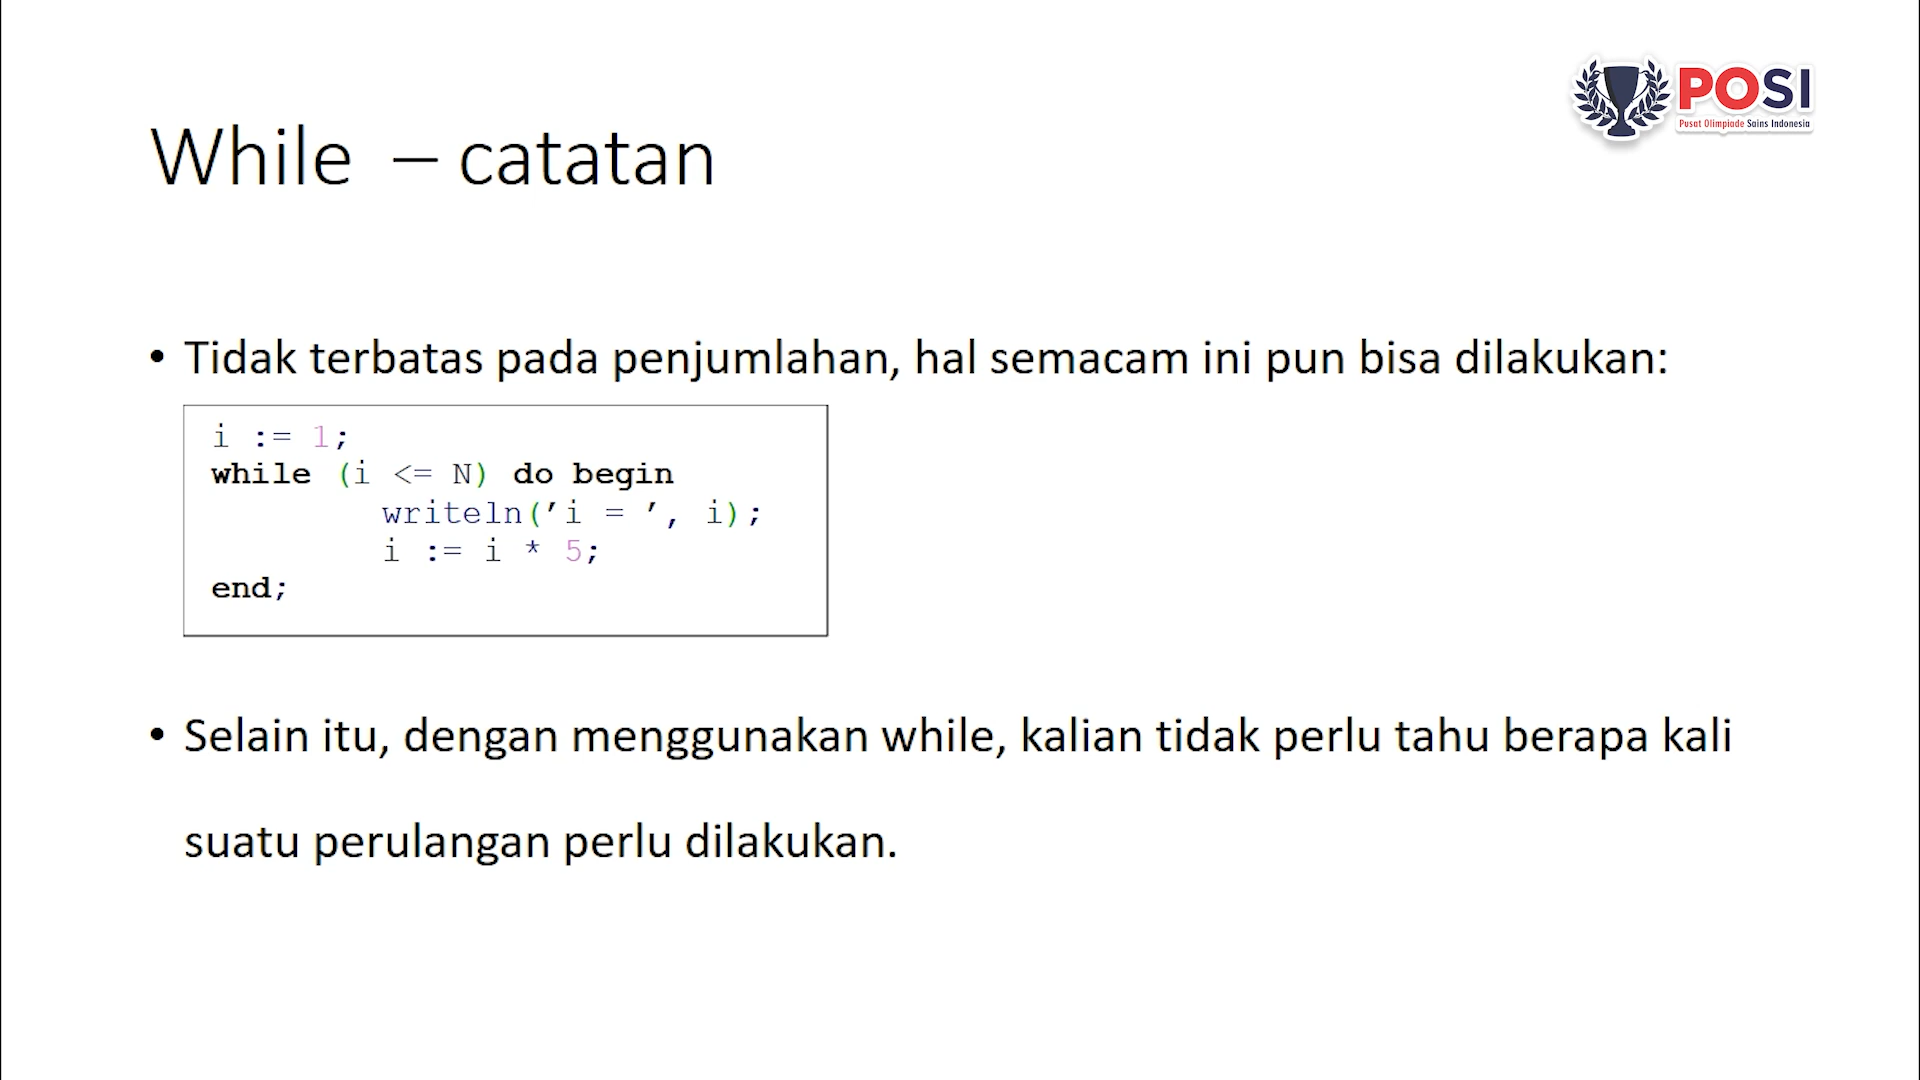 POSI
Pusat Olimpiade Sains Indonesia
While – catatan
• Tidak terbatas pada penjumlahan, hal semacam ini pun bisa dilakukan:
i := 1;
while (i <= N) do begin
writeln(’i = ’, i);
i := i * 5;
end;
• Selain itu, dengan menggunakan while, kalian tidak perlu tahu berapa kali
suatu perulangan perlu dilakukan.